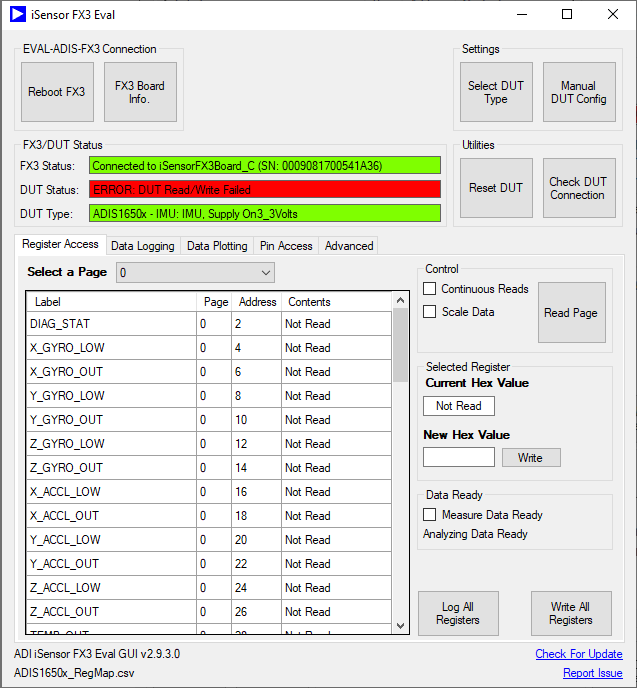 iSensor FX3 Eval
EVAL-ADIS-FX3 Connection
Reboot FX3
FX3 Board
Info.
Settings
Select DUT
Type
Manual
DUT Config
FX3/DUT Status
FX3 Status: Connected to iSensorFX3Board_C (SN: 0009081700541A36)
DUT Status: ERROR: DUT Read/Write Failed
DUT Type: ADIS1650x - IMU: IMU, Supply On3_3Volts
Utilities
Reset DUT
Check DUT
Connection
Register Access Data Logging Data Plotting Pin Access Advanced
Select a Page 0
Label Page Address Contents
DIAG_STAT 0 2 Not Read
X_GYRO_LOW 0 4 Not Read
X_GYRO_OUT 0 6 Not Read
Y_GYRO_LOW 0 8 Not Read
Y_GYRO_OUT 0 10 Not Read
Z_GYRO_LOW 0 12 Not Read
Z_GYRO_OUT 0 14 Not Read
X_ACCL_LOW 0 16 Not Read
X_ACCL_OUT 0 18 Not Read
Y_ACCL_LOW 0 20 Not Read
Y_ACCL_OUT 0 22 Not Read
Z_ACCL_LOW 0 24 Not Read
Z_ACCL_OUT 0 26 Not Read
TEMP_OUT 0 28 Not Read
Control
Continuous Reads
Scale Data
Read Page
Selected Register
Current Hex Value
Not Read
New Hex Value
Write
Data Ready
Measure Data Ready
Analyzing Data Ready
Log All
Registers
Write All
Registers
ADI iSensor FX3 Eval GUI v2.9.3.0
Check For Update
ADIS1650x_RegMap.csv
Report Issue